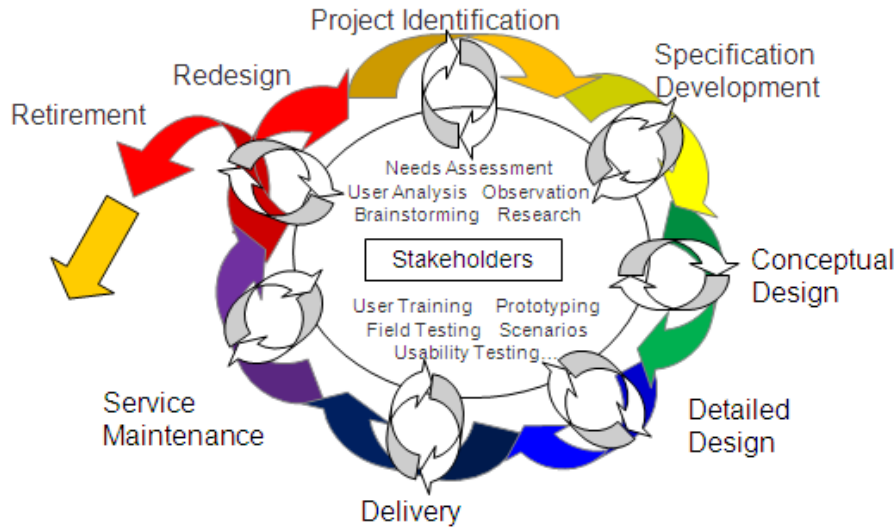 Project Identification
Specification
Development
Redesign
Retirement
Needs Assessment
User Analysis Observation
Brainstorming Research
Stakeholders
User Training Prototyping
Field Testing Scenarios
Usability Testing...
Conceptual
Design
Detailed
Design
Service
Maintenance
Delivery